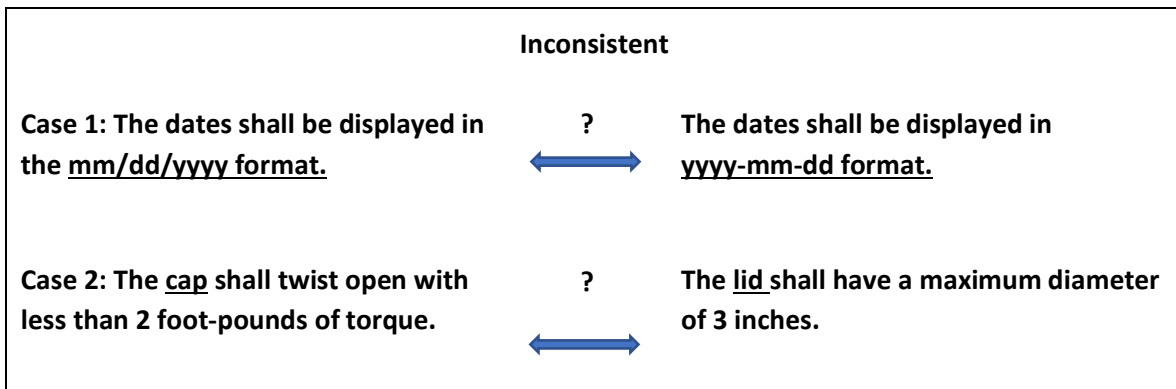 Inconsistent
Case 1: The dates shall be displayed in
the mm/dd/yyyy format.
?
The dates shall be displayed in
yyyy-mm-dd format.
Case 2: The cap shall twist open with
less than 2 foot-pounds of torque.
?
The lid shall have a maximum diameter
of 3 inches.